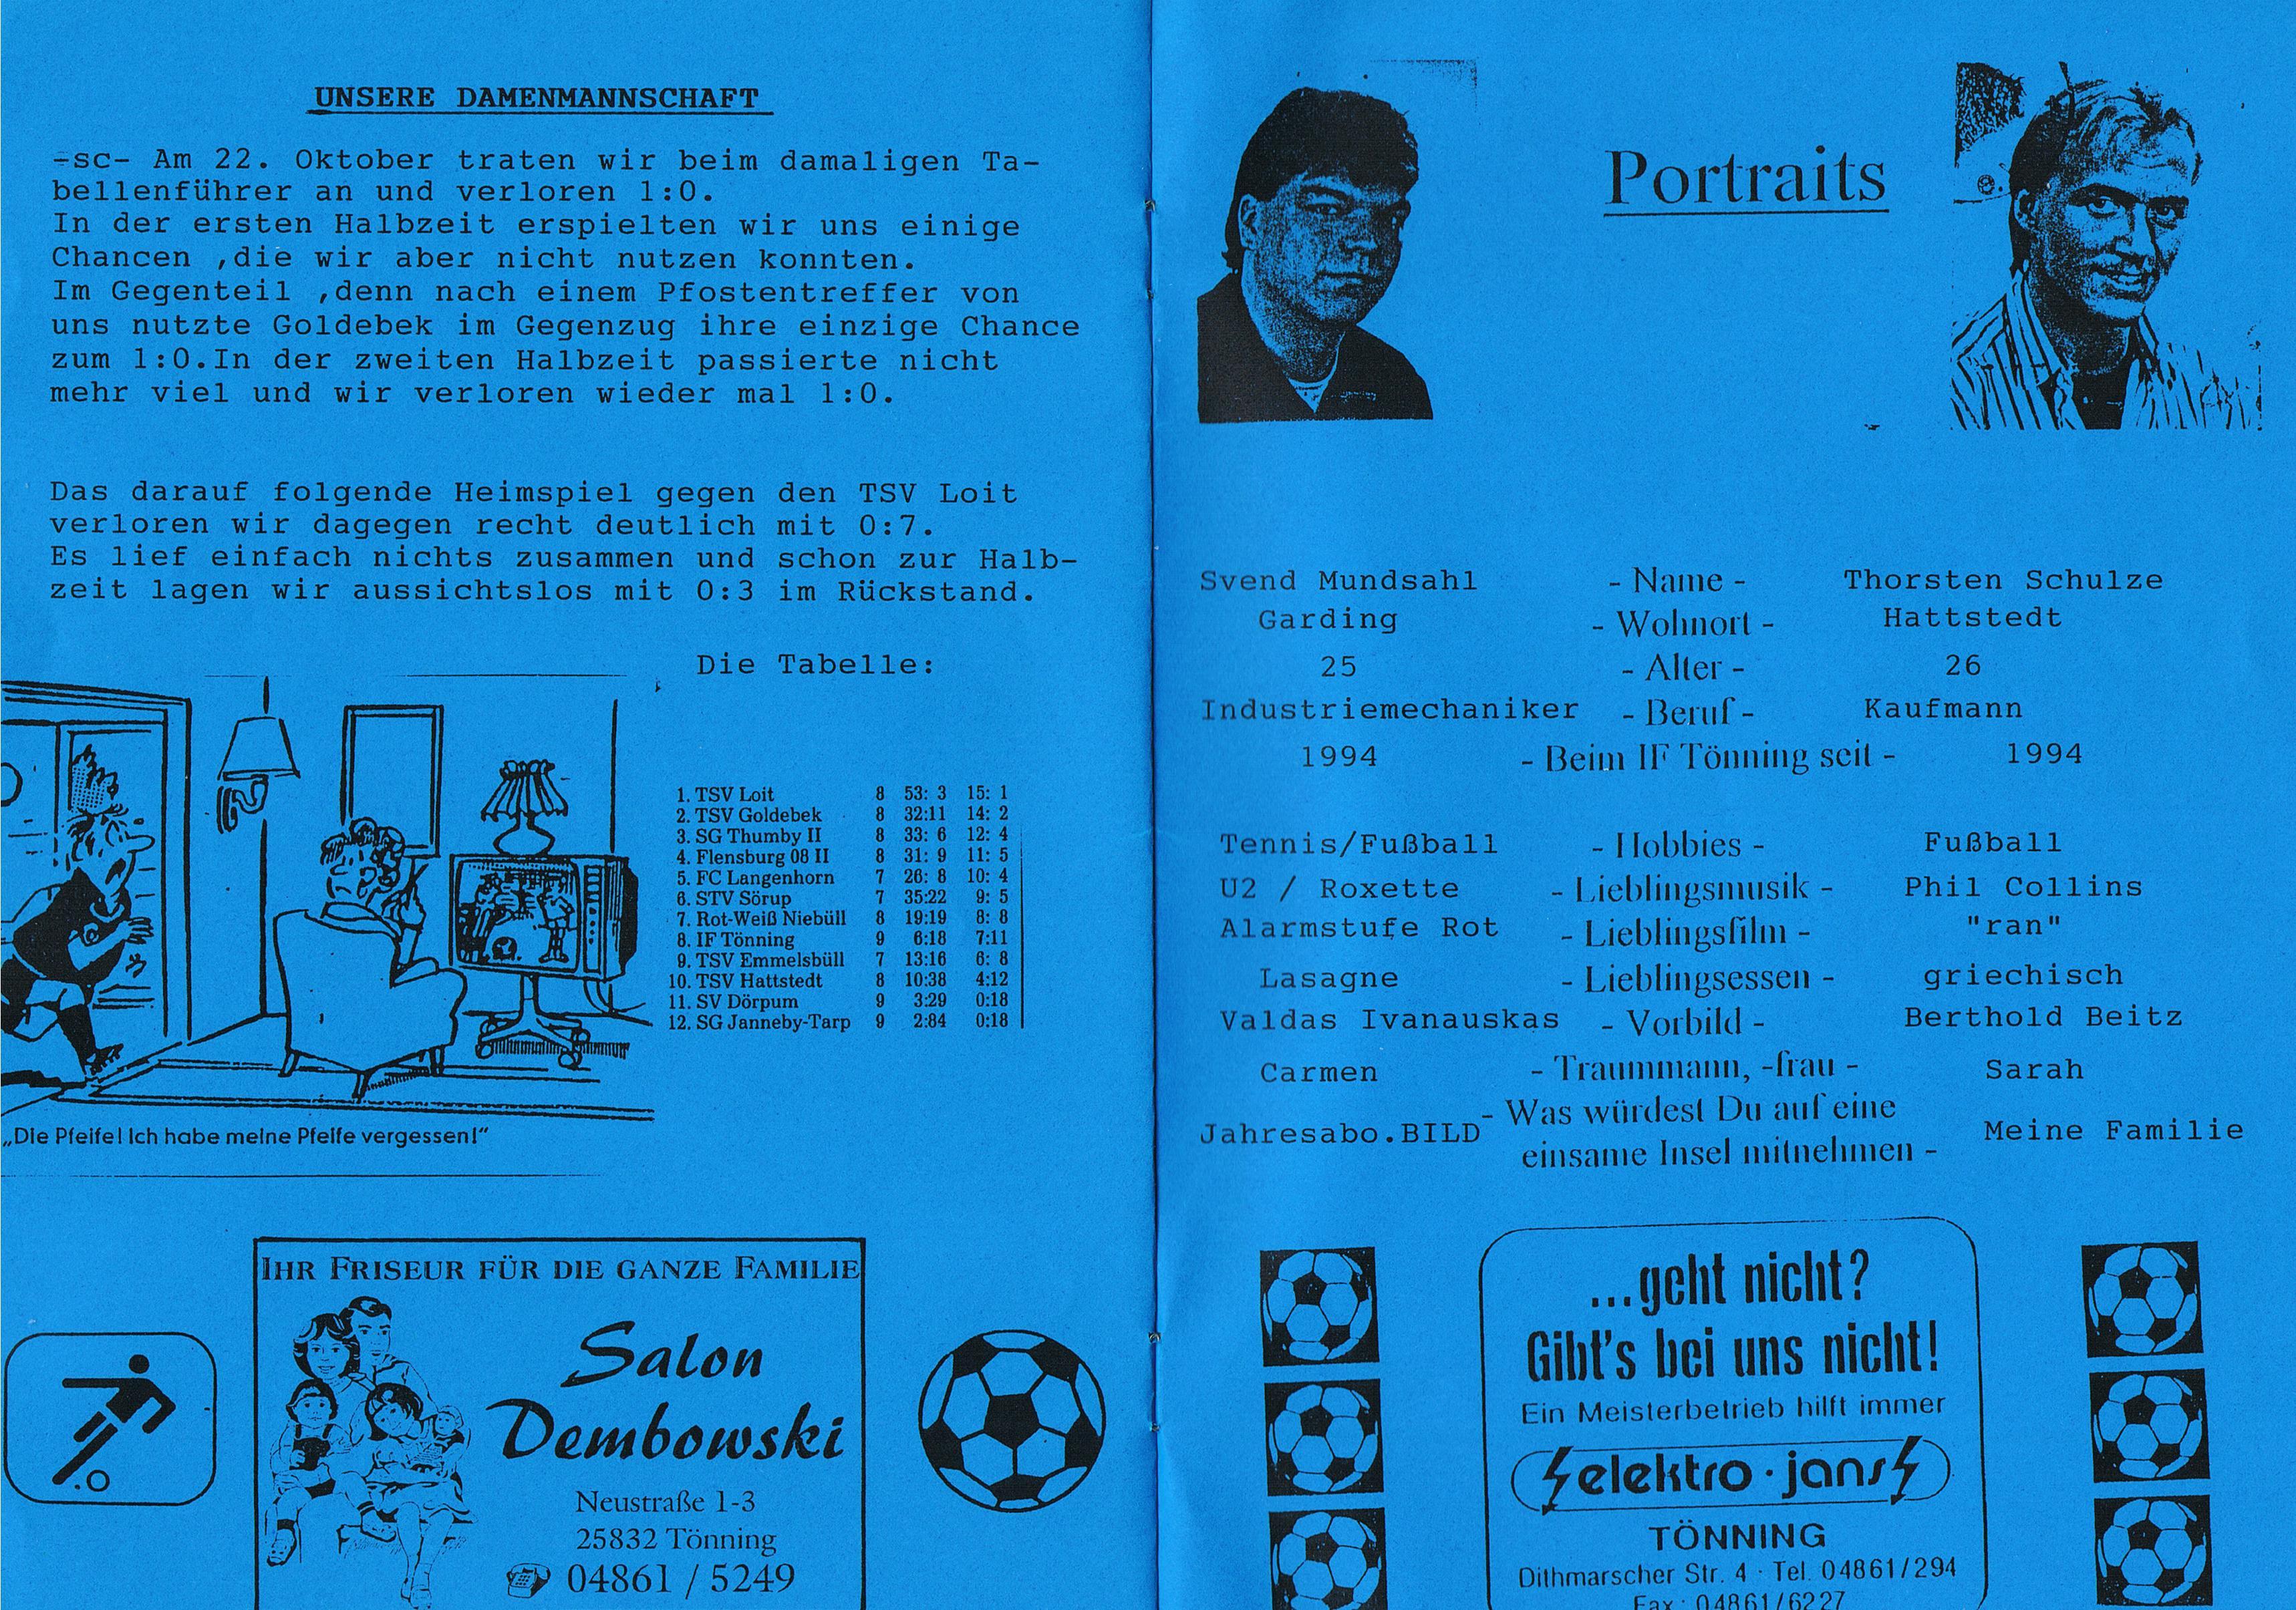 UNSERE DAMENMANNSCHAFT
-sc- Am 22. Oktober traten wir beim damaligen Ta-
bellenführer an und verloren 1:0.
In der ersten Halbzeit erspielten wir uns einige
Chancen ,die wir aber nicht nutzen konnten.
Im Gegenteil ,denn nach einem Pfostentreffer von
uns nutzte Goldebek im Gegenzug ihre einzige Chance
zum 1:0.In der zweiten Halbzeit passierte nicht
mehr viel und wir verloren wieder mal 1:0.
Das darauf folgende Heimspiel gegen den TSV Loit
verloren wir dagegen recht deutlich mit 0:7.
Es lief einfach nichts zusammen und schon zur Halb-
zeit lagen wir aussichtslos mit 0:3 im Rückstand.
Die Tabelle:
1. TSV Loit 8 53: 3 15: 1
2. TSV Goldebek 8 32:11 14: 2
3. SG Thumby II 8 33: 6 12: 4
4. Flensburg 08 II 8 31: 9 11: 5
5. FC Langenhorn 7 26: 8 10: 4
6. STV Sörup 7 35:22 9: 5
7. Rot-Weiß Niebüll 8 19:19 8: 8
8. IF Tönning 9 6:18 7:11
9. TSV Emmelsbüll 7 13:16 6: 8
10. TSV Hattstedt 8 10:38 4:12
11. SV Dörpum 9 3:29 0:18
12. SG Janneby-Tarp 9 2:84 0:18
„Die Pfeife! Ich habe meine Pfeife vergessen!"
IHR FRISEUR FÜR DIE GANZE FAMILIE
Salon
Dembowski
Neustraße 1-3
25832 Tönning
04861 / 5249
Portraits
Svend Mundsahl - Name - Thorsten Schulze
Garding - Wohnort - Hattstedt
25 - Alter - 26
Industriemechaniker - Beruf - Kaufmann
1994 - Beim IF Tönning seit - 1994
Tennis/Fußball - Hobbies - Fußball
U2 / Roxette - Lieblingsmusik - Phil Collins
Alarmstufe Rot - Lieblingsfilm - "ran"
Lasagne - Lieblingsessen - griechisch
Valdas Ivanauskas - Vorbild - Berthold Beitz
Carmen - Traummann, -frau - Sarah
- Was würdest Du auf eine
Jahresabo.BILD einsame Insel mitnehmen - Meine Familie
...geht nicht?
Gibt's bei uns nicht!
Ein Meisterbetrieb hilft immer
elektro · jans
TÖNNING
Dithmarscher Str. 4 · Tel. 04861/294
Fax: 04861/6227